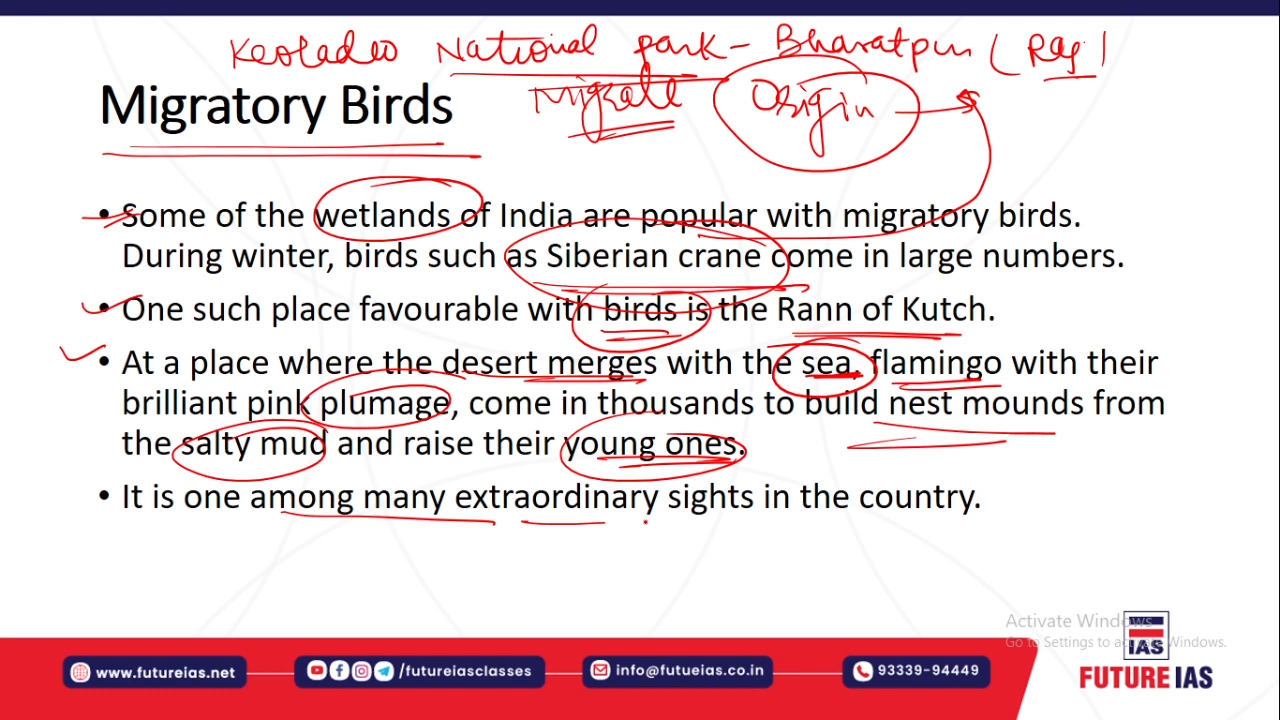 Keoladeo National park - Bharatpur (Raj)
Migrate Origin
Migratory Birds
• Some of the wetlands of India are popular with migratory birds.
During winter, birds such as Siberian crane come in large numbers.
• One such place favourable with birds is the Rann of Kutch.
• At a place where the desert merges with the sea, flamingo with their
brilliant pink plumage, come in thousands to build nest mounds from
the salty mud and raise their young ones.
• It is one among many extraordinary sights in the country.
Activate Windows
Go to Settings to activate Windows.
IAS
FUTURE IAS
www.futureias.net
/futureiasclasses
info@futueias.co.in
93339-94449